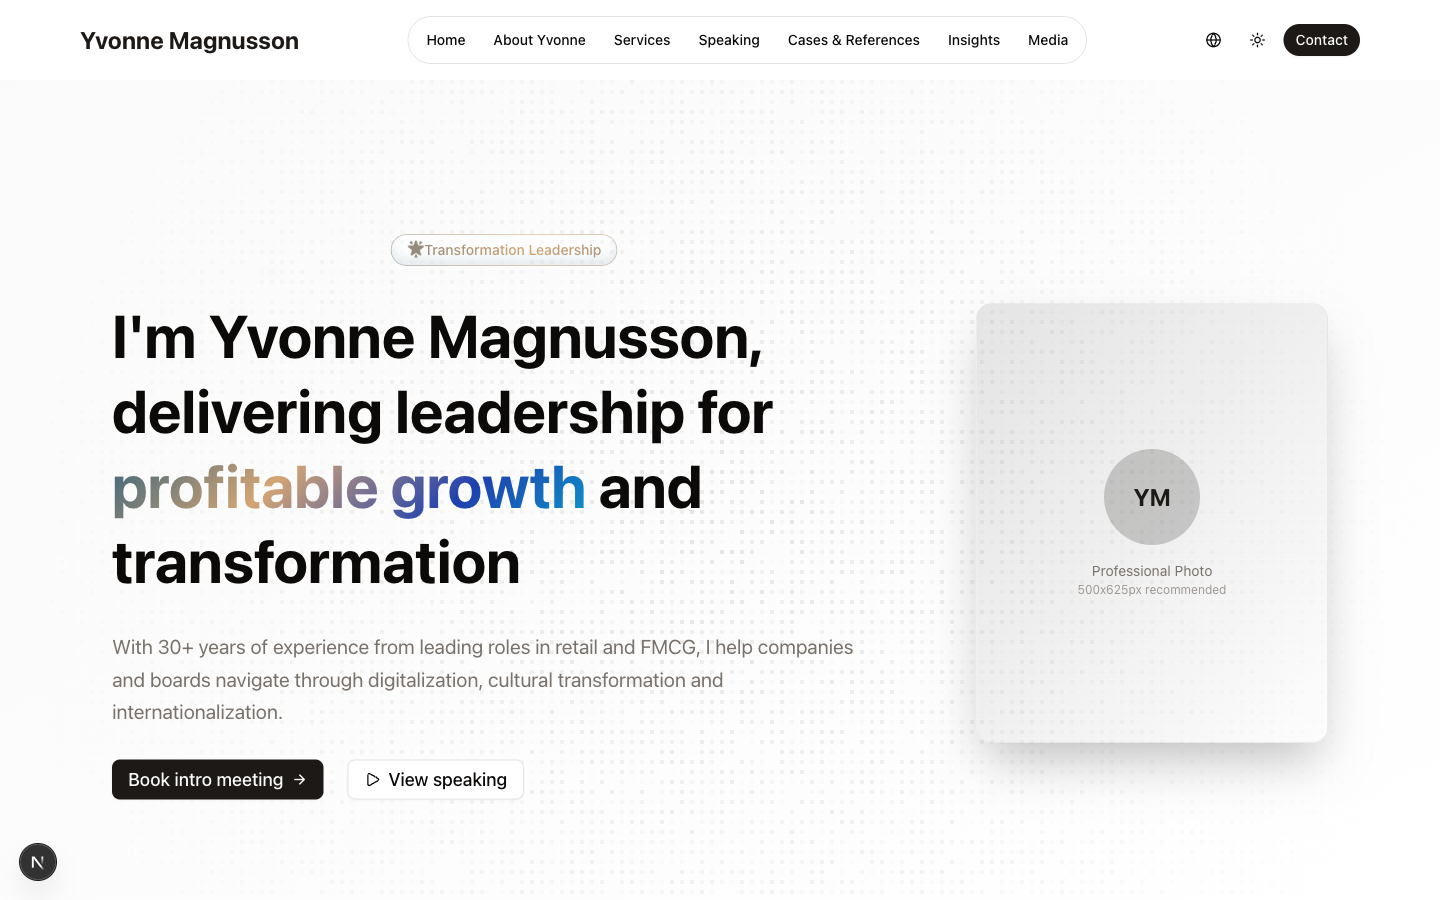 Yvonne Magnusson
Home About Yvonne Services Speaking Cases & References Insights Media
Contact
Transformation Leadership
I'm Yvonne Magnusson,
delivering leadership for
profitable growth and
transformation
With 30+ years of experience from leading roles in retail and FMCG, I help companies
and boards navigate through digitalization, cultural transformation and
internationalization.
Book intro meeting →
View speaking
YM
Professional Photo
500x625px recommended
N